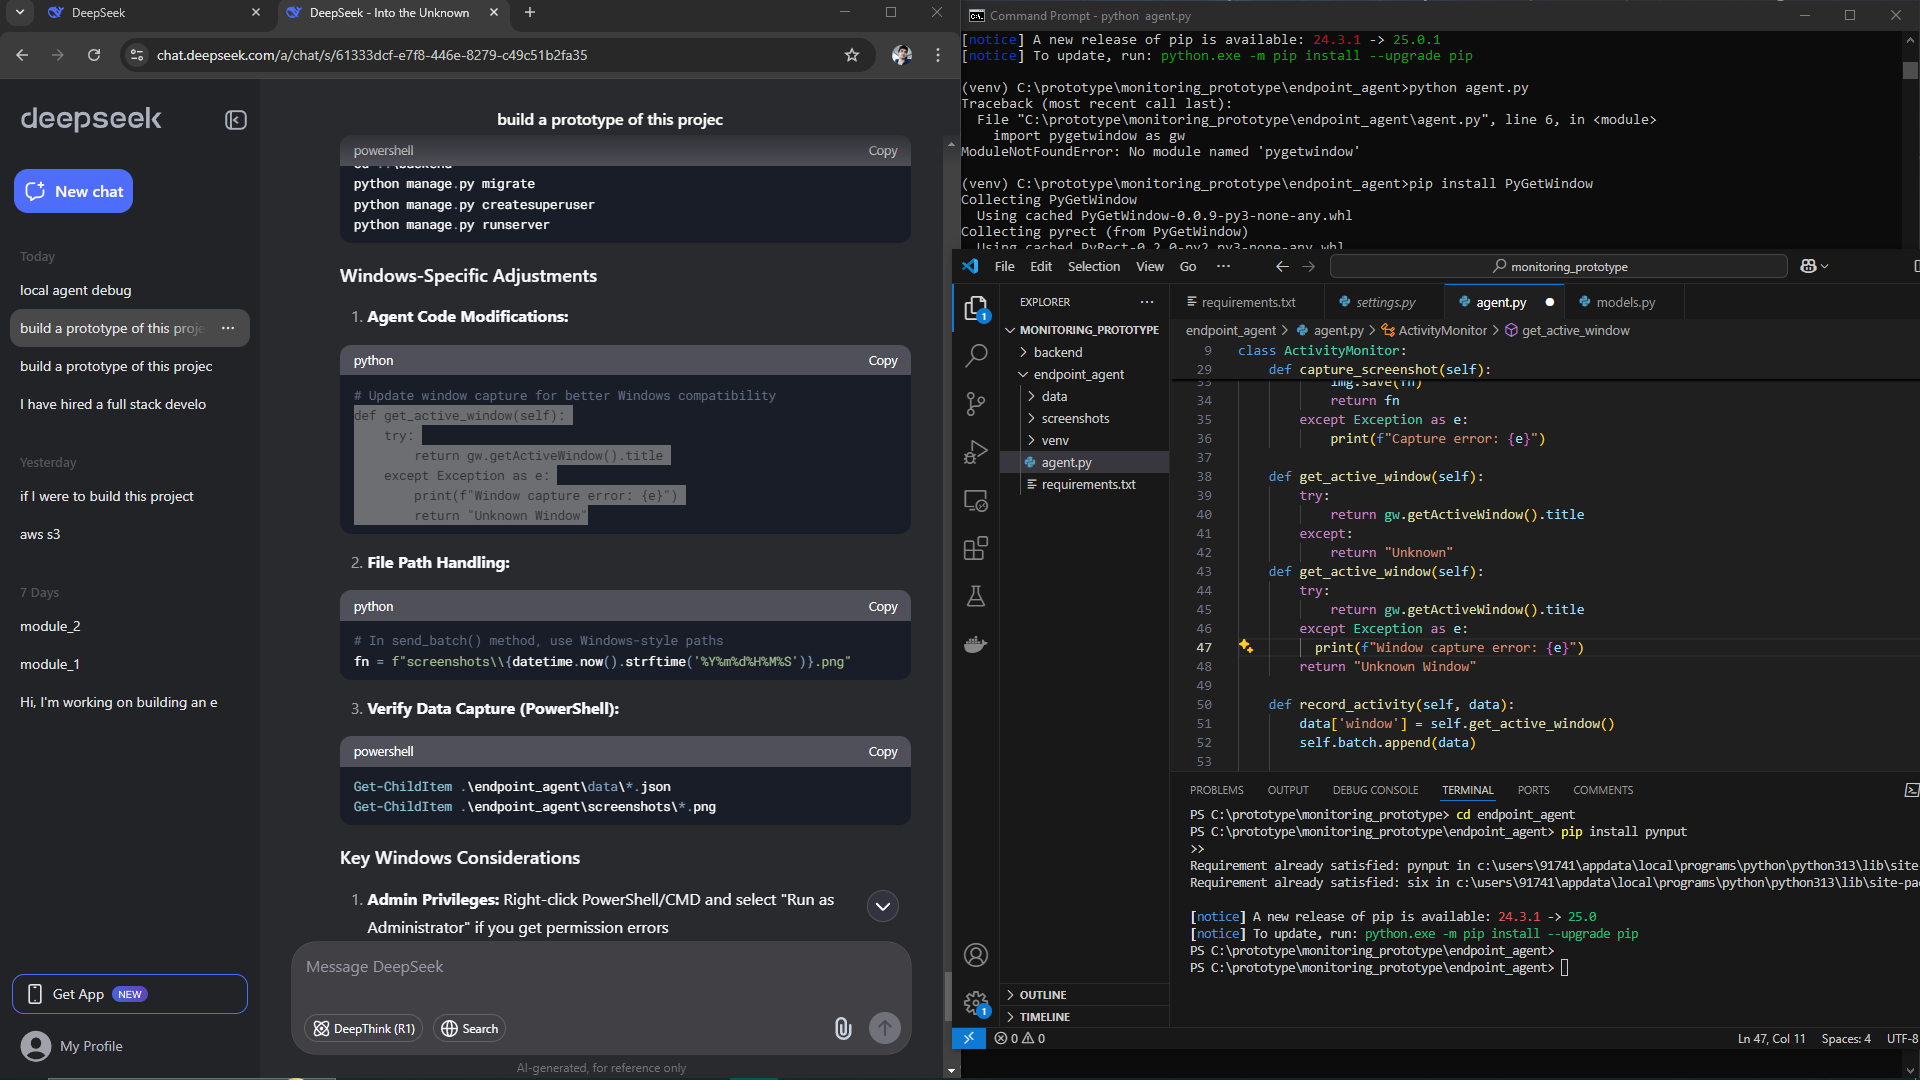 DeepSeek
DeepSeek - Into the Unknown
chat.deepseek.com/a/chat/s/61333dcf-e7f8-446e-8279-c49c51b2fa35
deepseek
New chat
Today
local agent debug
build a prototype of this proje
build a prototype of this projec
I have hired a full stack develo
Yesterday
if I were to build this project
aws s3
7 Days
module_2
module_1
Hi, I'm working on building an e
Get App NEW
My Profile
build a prototype of this projec
powershell Copy
cd ..\backend
python manage.py migrate
python manage.py createsuperuser
python manage.py runserver
Windows-Specific Adjustments
1. Agent Code Modifications:
python Copy
# Update window capture for better Windows compatibility
def get_active_window(self):
try:
return gw.getActiveWindow().title
except Exception as e:
print(f"Window capture error: {e}")
return "Unknown Window"
2. File Path Handling:
python Copy
# In send_batch() method, use Windows-style paths
fn = f"screenshots\\{datetime.now().strftime('%Y%m%d%H%M%S')}.png"
3. Verify Data Capture (PowerShell):
powershell Copy
Get-ChildItem .\endpoint_agent\data\*.json
Get-ChildItem .\endpoint_agent\screenshots\*.png
Key Windows Considerations
1. Admin Privileges: Right-click PowerShell/CMD and select "Run as
Administrator" if you get permission errors
Message DeepSeek
DeepThink (R1) Search
AI-generated, for reference only
Command Prompt - python agent.py
[notice] A new release of pip is available: 24.3.1 -> 25.0.1
[notice] To update, run: python.exe -m pip install --upgrade pip
(venv) C:\prototype\monitoring_prototype\endpoint_agent>python agent.py
Traceback (most recent call last):
File "C:\prototype\monitoring_prototype\endpoint_agent\agent.py", line 6, in <module>
import pygetwindow as gw
ModuleNotFoundError: No module named 'pygetwindow'
(venv) C:\prototype\monitoring_prototype\endpoint_agent>pip install PyGetWindow
Collecting PyGetWindow
Using cached PyGetWindow-0.0.9-py3-none-any.whl
Collecting pyrect (from PyGetWindow)
Using cached PyRect-0.2.0-py2.py3-none-any.whl
File Edit Selection View Go ··· monitoring_prototype
EXPLORER ···
MONITORING_PROTOTYPE
backend
endpoint_agent
data
screenshots
venv
agent.py
requirements.txt
OUTLINE
TIMELINE
1
1
requirements.txt settings.py agent.py models.py
endpoint_agent > agent.py > ActivityMonitor > get_active_window
9 class ActivityMonitor:
29 def capture_screenshot(self):
33 img.save(fn)
34 return fn
35 except Exception as e:
36 print(f"Capture error: {e}")
37
38 def get_active_window(self):
39 try:
40 return gw.getActiveWindow().title
41 except:
42 return "Unknown"
43 def get_active_window(self):
44 try:
45 return gw.getActiveWindow().title
46 except Exception as e:
47 print(f"Window capture error: {e}")
48 return "Unknown Window"
49
50 def record_activity(self, data):
51 data['window'] = self.get_active_window()
52 self.batch.append(data)
53
PROBLEMS OUTPUT DEBUG CONSOLE TERMINAL PORTS COMMENTS
PS C:\prototype\monitoring_prototype> cd endpoint_agent
PS C:\prototype\monitoring_prototype\endpoint_agent> pip install pynput
>>
Requirement already satisfied: pynput in c:\users\91741\appdata\local\programs\python\python313\lib\site-
Requirement already satisfied: six in c:\users\91741\appdata\local\programs\python\python313\lib\site-pac
[notice] A new release of pip is available: 24.3.1 -> 25.0
[notice] To update, run: python.exe -m pip install --upgrade pip
PS C:\prototype\monitoring_prototype\endpoint_agent>
PS C:\prototype\monitoring_prototype\endpoint_agent>
0 0 Ln 47, Col 11 Spaces: 4 UTF-8